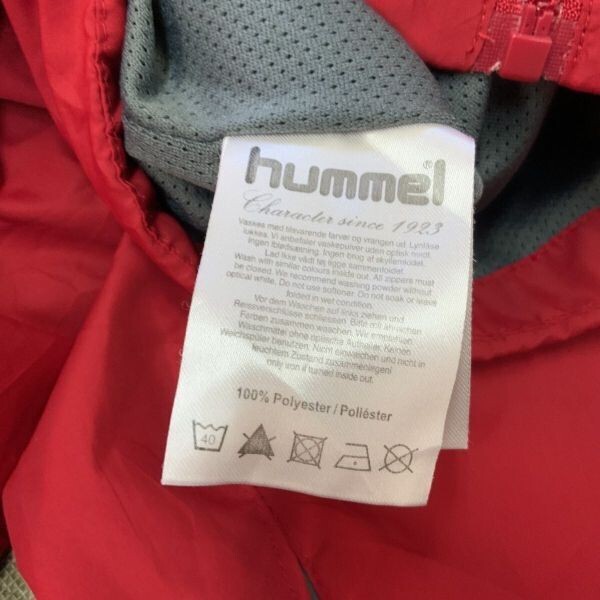 hummel®
Character since 1923
Vaskes med tilsvarende farver og vrangen ud. Lynlåse
lukkes. Vi anbefaler vaskepulver uden optisk hvidt.
Ingen iblødsætning. Ingen brug af skyllemidel.
Lad ikke vådt tøj ligge sammenfoldet.
Wash with similar colours inside out. All zippers must
be closed. We recommend washing powder without
optical white. Do not use softener. Do not soak or leave
folded in wet condition.
Vor dem Waschen auf links ziehen und
Reissverschlüsse schliessen. Bitte mit ähnlichen
Farben zusammen waschen. Wir empfehlen
Waschmittel ohne optische Aufheller. Keinen
Weichspüler benutzen. Nicht einweichen und nicht in
feuchtem Zustand zusammenlegen!
only iron if turned inside out.
100% Polyester / Poliéster
40